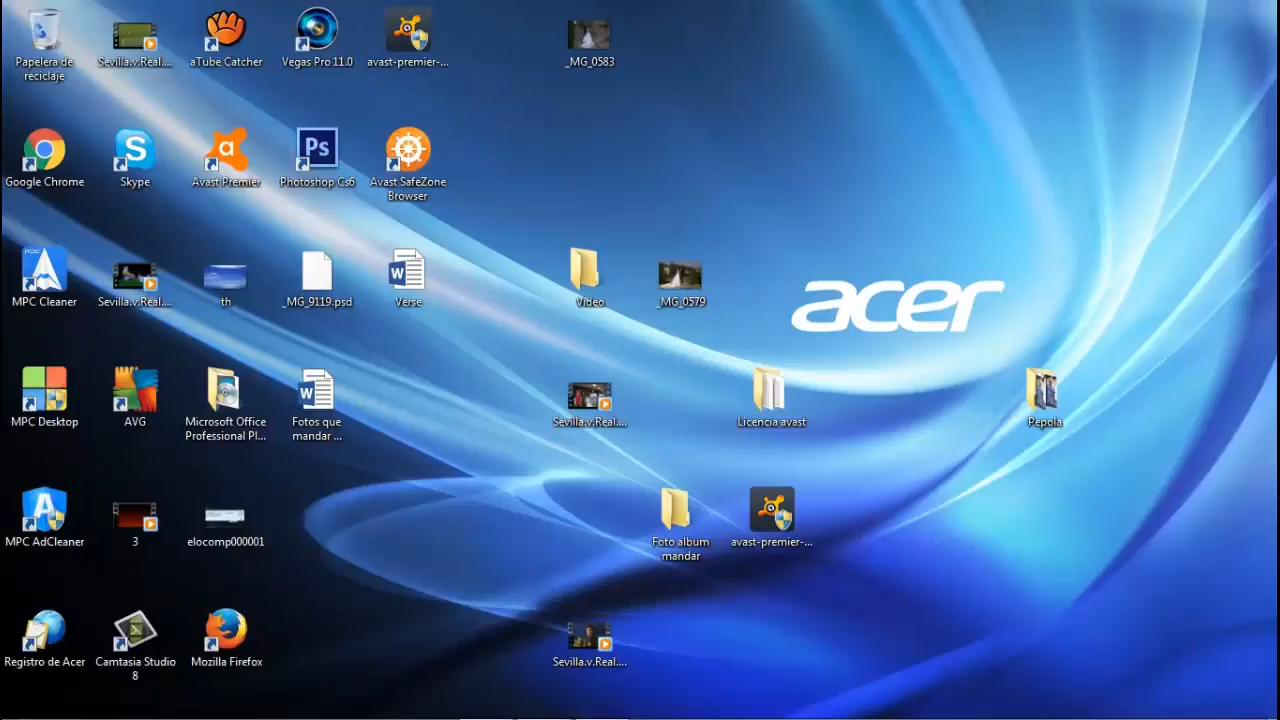 Papelera de
reciclaje
Sevilla.v.Real....
aTube Catcher
Vegas Pro 11.0
avast-premier-...
_MG_0583
Google Chrome
Skype
Avast Premier
Ps
Photoshop Cs6
Avast SafeZone
Browser
MPC Cleaner
Sevilla.v.Real....
th
_MG_9119.psd
Verse
Video
_MG_0579
acer
MPC Desktop
AVG
Microsoft Office
Professional Pl...
Fotos que
mandar ...
Sevilla.v.Real....
Licencia avast
Pepola
MPC AdCleaner
3
elocomp000001
Foto album
mandar
avast-premier-...
Registro de Acer
Camtasia Studio
8
Mozilla Firefox
Sevilla.v.Real....